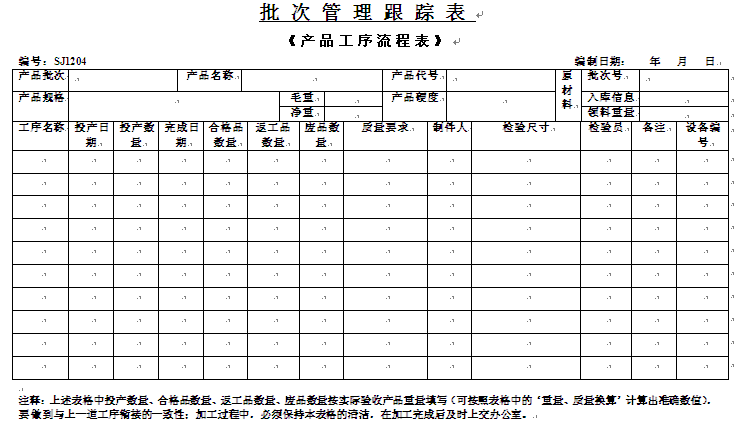 批次管理跟踪表
《产品工序流程表》
编号：SJ1204 编制日期： 年 月 日
产品批次 产品名称 产品代号 原材料 批次号
产品规格 毛重 产品硬度 入库信息
净重 领料重量
工序名称 投产日期 投产数量 完成日期 合格品数量 返工品数量 废品数量 质量要求 制件人 检验尺寸 检验员 备注 设备编号
注释：上述表格中投产数量、合格品数量、返工品数量、废品数量按实际验收产品重量填写（可按照表格中的‘重量、质量换算’计算出准确数值），
要做到与上一道工序衔接的一致性；加工过程中，必须保持本表格的清洁，在加工完成后及时上交办公室。